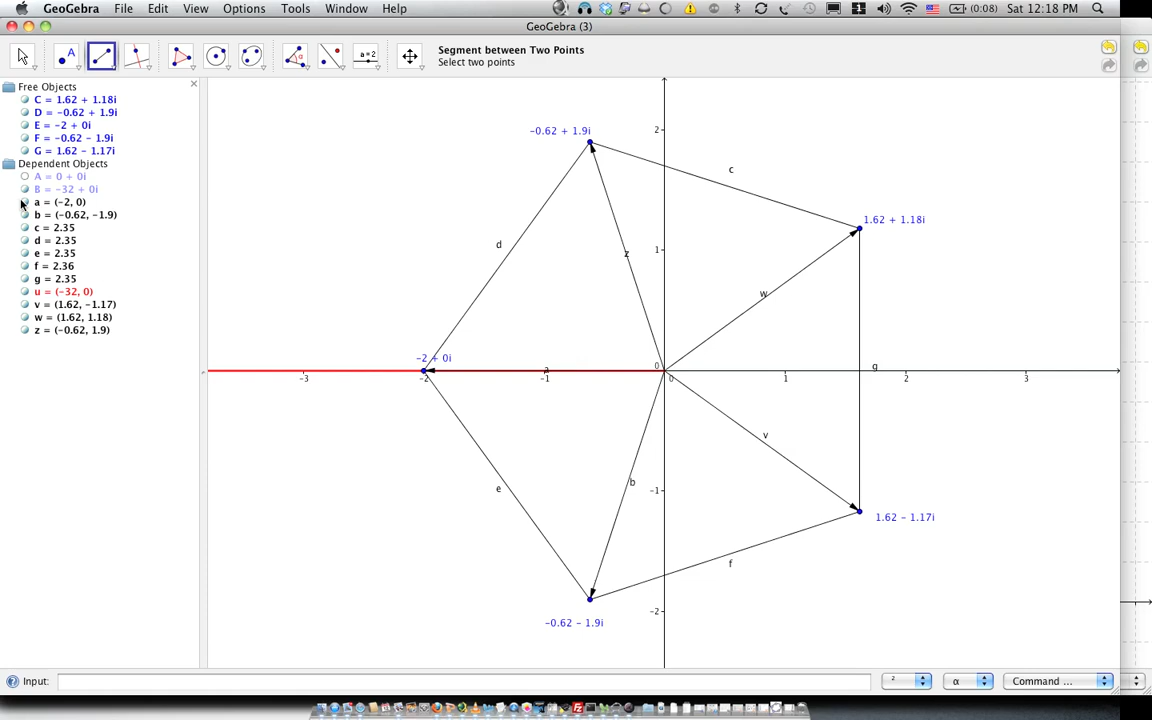 GeoGebra File Edit View Options Tools Window Help (0:08) Sat 12:18 PM
GeoGebra (3)
A a=2
Segment between Two Points
Select two points
Free Objects
C = 1.62 + 1.18i
D = -0.62 + 1.9i
E = -2 + 0i
F = -0.62 - 1.9i
G = 1.62 - 1.17i
Dependent Objects
A = 0 + 0i
B = -32 + 0i
a = (-2, 0)
b = (-0.62, -1.9)
c = 2.35
d = 2.35
e = 2.35
f = 2.36
g = 2.35
u = (-32, 0)
v = (1.62, -1.17)
w = (1.62, 1.18)
z = (-0.62, 1.9)
-0.62 + 1.9i 2
c
1.62 + 1.18i
d z 1
w
-2 + 0i 0
a g
-3 -2 -1 0 1 2 3
v
b
e -1
1.62 - 1.17i
f
-2
-0.62 - 1.9i
Input: 2 α Command ...